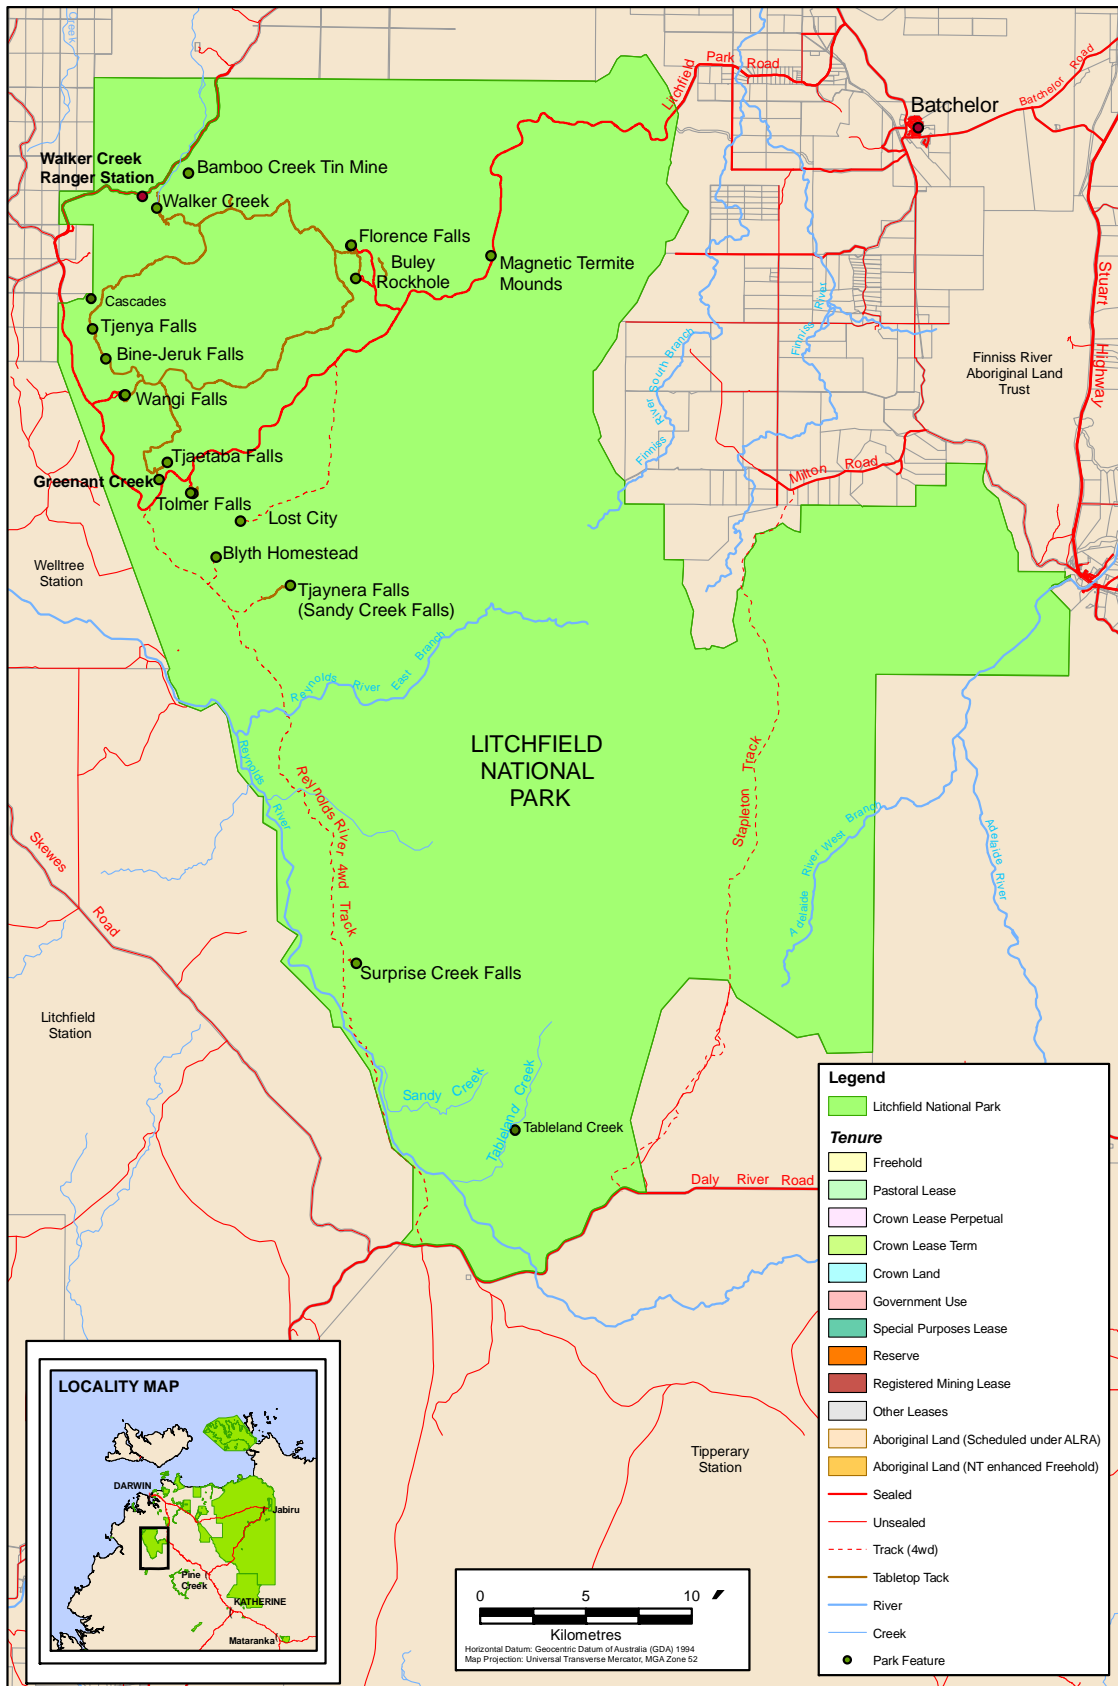 Creek
Litchfield Park Road
Batchelor Road
Batchelor
Walker Creek
Ranger Station
Bamboo Creek Tin Mine
Walker Creek
Florence Falls
Buley
Rockhole
Magnetic Termite
Mounds
Stuart Highway
Cascades
Tjenya Falls
Bine-Jeruk Falls
Wangi Falls
Finniss River
Finniss River South Branch
Finniss River
Aboriginal Land
Trust
Tjaetaba Falls
Greenant Creek
Tolmer Falls
Milton Road
Lost City
Blyth Homestead
Welltree
Station
Tjaynera Falls
(Sandy Creek Falls)
Reynolds River East Branch
LITCHFIELD
NATIONAL
PARK
Reynolds River
Reynolds River 4wd Track
Stapleton Track
Adelaide River West Branch
Adelaide River
Skewes Road
Surprise Creek Falls
Litchfield
Station
Sandy Creek
Tableland Creek
Tableland Creek
Daly River Road
Tipperary
Station
Legend
Litchfield National Park
Tenure
Freehold
Pastoral Lease
Crown Lease Perpetual
Crown Lease Term
Crown Land
Government Use
Special Purposes Lease
Reserve
Registered Mining Lease
Other Leases
Aboriginal Land (Scheduled under ALRA)
Aboriginal Land (NT enhanced Freehold)
Sealed
Unsealed
Track (4wd)
Tabletop Tack
River
Creek
Park Feature
LOCALITY MAP
DARWIN
Jabiru
Pine
Creek
KATHERINE
Mataranka
0 5 10
Kilometres
Horizontal Datum: Geocentric Datum of Australia (GDA) 1994
Map Projection: Universal Transverse Mercator, MGA Zone 52